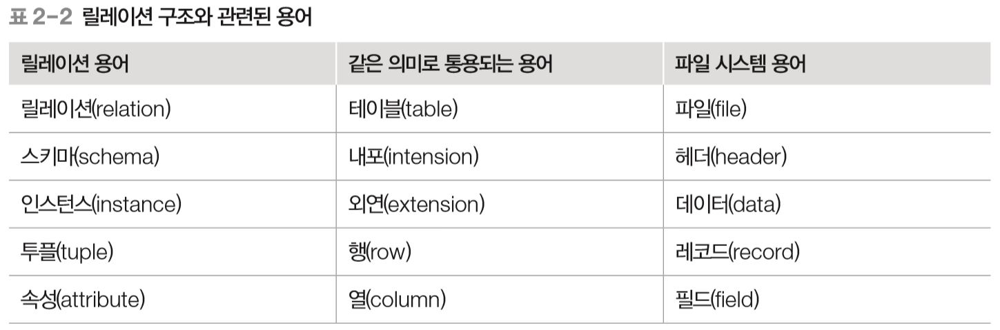 표 2-2 릴레이션 구조와 관련된 용어
릴레이션 용어 같은 의미로 통용되는 용어 파일 시스템 용어
릴레이션(relation) 테이블(table) 파일(file)
스키마(schema) 내포(intension) 헤더(header)
인스턴스(instance) 외연(extension) 데이터(data)
투플(tuple) 행(row) 레코드(record)
속성(attribute) 열(column) 필드(field)